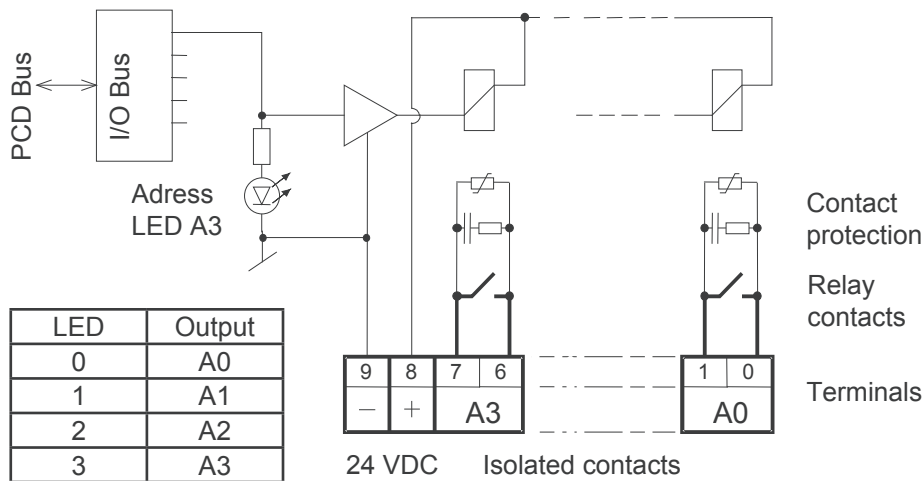 PCD Bus
I/O Bus
Adress
LED A3
Contact
protection
Relay
contacts
LED Output
0 A0
1 A1
2 A2
3 A3
9 8 7 6 1 0
− + A3 A0
Terminals
24 VDC Isolated contacts